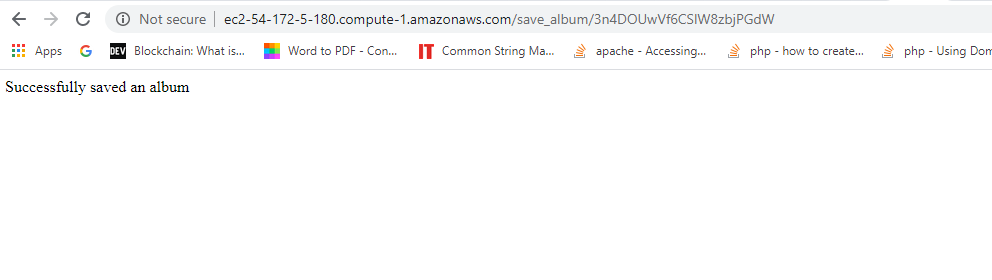 Not secure ec2-54-172-5-180.compute-1.amazonaws.com/save_album/3n4DOUwVf6CSIW8zbjPGdW
Apps DEV Blockchain: What is... Word to PDF - Con... IT Common String Ma... apache - Accessing... php - how to create... php - Using Dom
Successfully saved an album